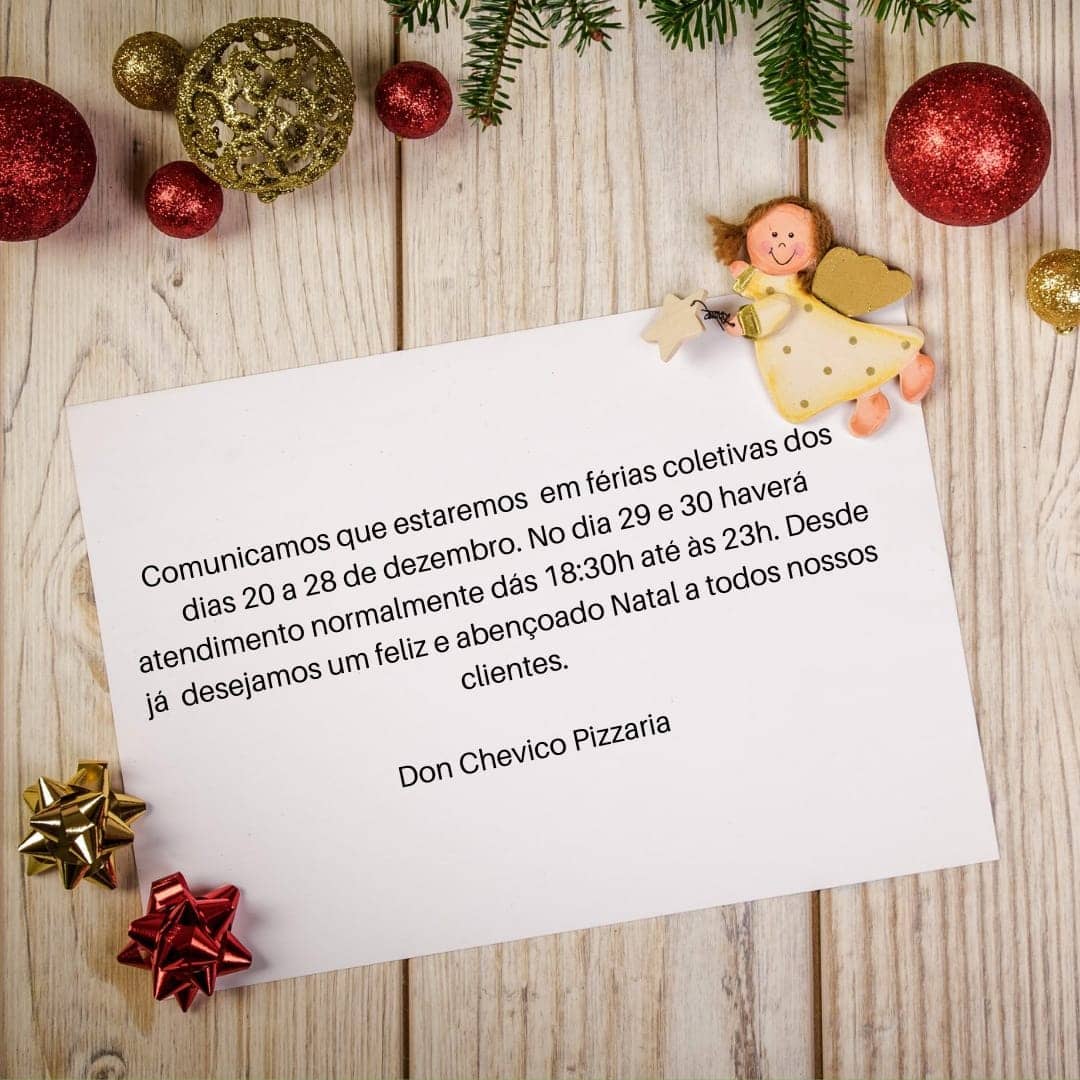 Comunicamos que estaremos  em férias coletivas dos
dias 20 a 28 de dezembro. No dia 29 e 30 haverá
atendimento normalmente dás 18:30h até às 23h. Desde
já  desejamos um feliz e abençoado Natal a todos nossos
clientes.
Don Chevico Pizzaria